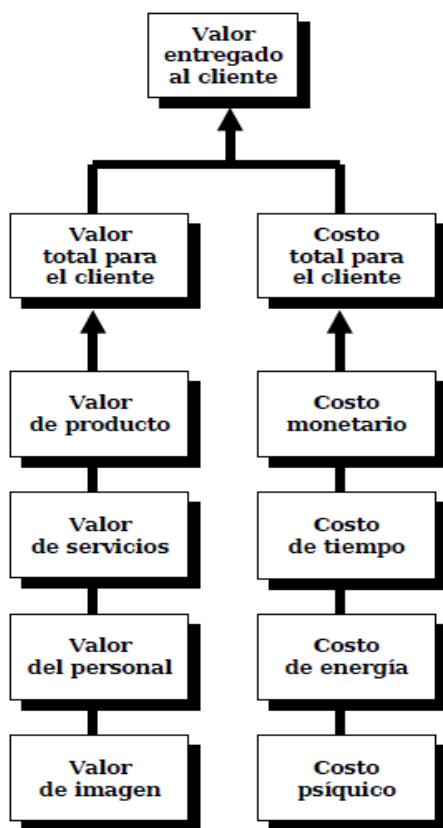 Valor
entregado
al cliente
Valor
total para
el cliente
Costo
total para
el cliente
Valor
de producto
Costo
monetario
Valor
de servicios
Costo
de tiempo
Valor
del personal
Costo
de energía
Valor
de imagen
Costo
psíquico